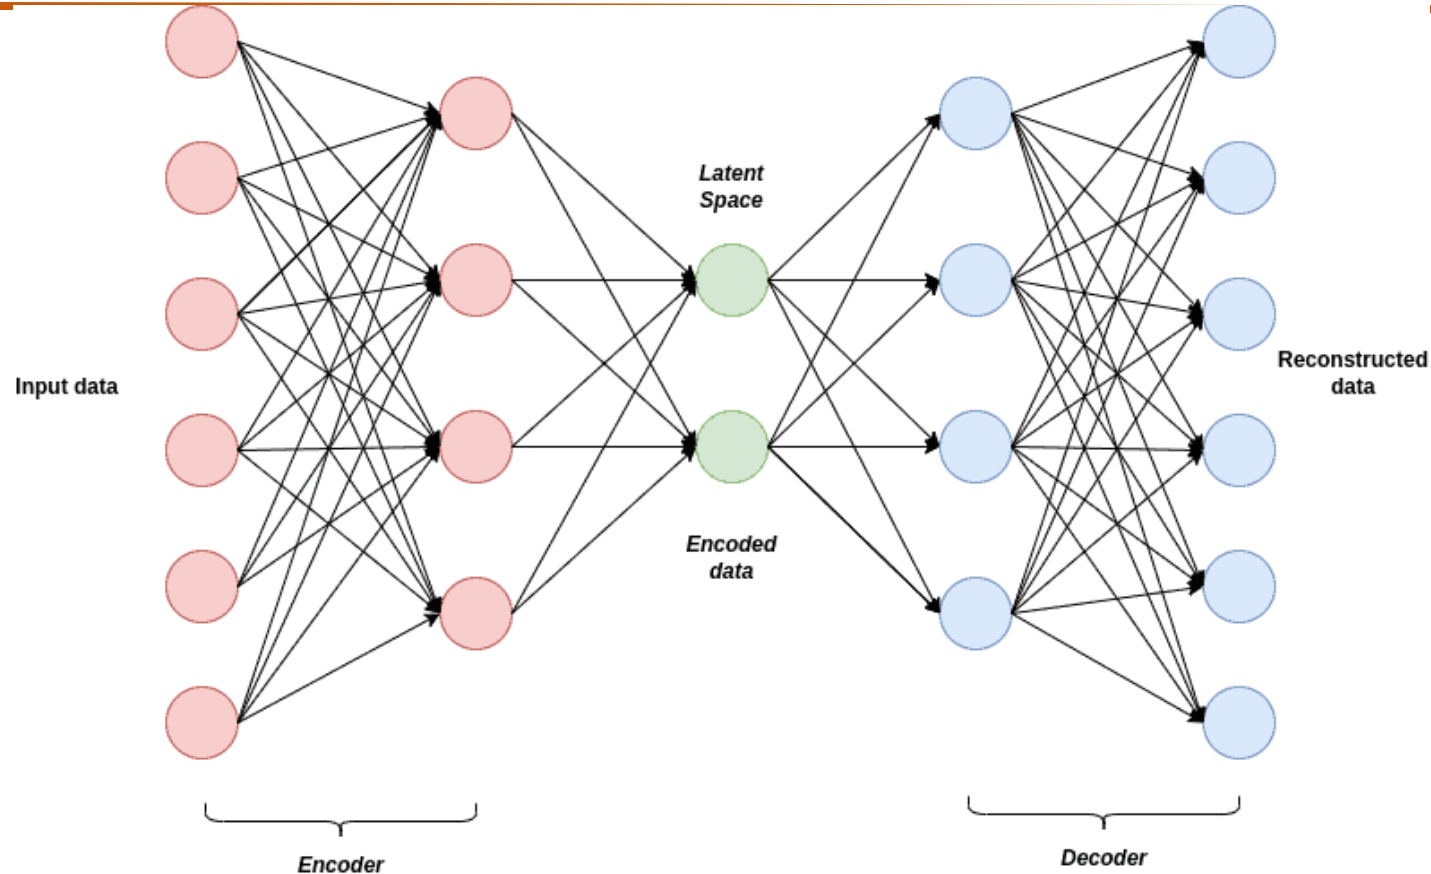 Latent
Space
Input data
Reconstructed
data
Encoded
data
Encoder
Decoder